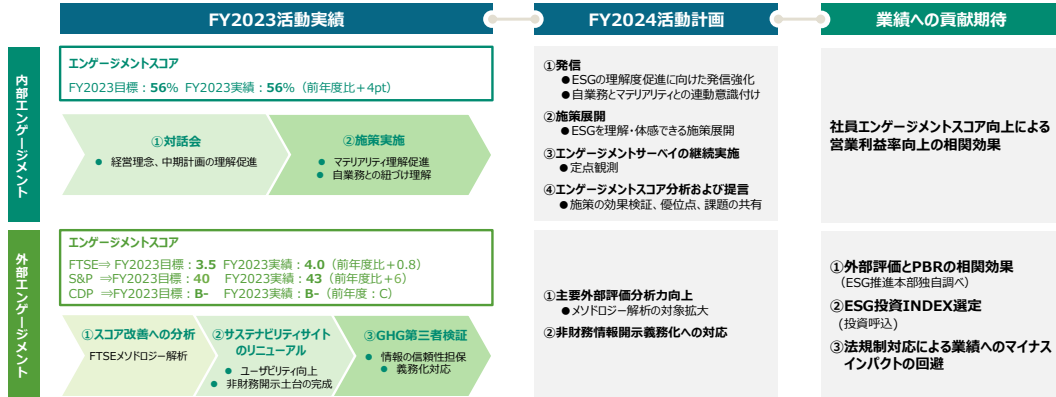 FY2023活動実績
FY2024活動計画
業績への貢献期待
内部エンゲージメント
エンゲージメントスコア
FY2023目標：56% FY2023実績：56%（前年度比＋4pt）
①対話会
● 経営理念、中期計画の理解促進
②施策実施
● マテリアリティ理解促進
● 自業務との紐づけ理解
①発信
●ESGの理解度促進に向けた発信強化
●自業務とマテリアリティとの連動意識付け
②施策展開
●ESGを理解・体感できる施策展開
③エンゲージメントサーベイの継続実施
●定点観測
④エンゲージメントスコア分析および提言
●施策の効果検証、優位点、課題の共有
社員エンゲージメントスコア向上による
営業利益率向上の相関効果
外部エンゲージメント
エンゲージメントスコア
FTSE⇒ FY2023目標：3.5 FY2023実績：4.0（前年度比＋0.8）
S&P ⇒FY2023目標：40 FY2023実績：43（前年度比＋6）
CDP ⇒FY2023目標：B- FY2023実績：B-（前年度：C）
①スコア改善への分析
FTSEメソドロジー解析
②サステナビリティサイト
のリニューアル
● ユーザビリティ向上
● 非財務開示土台の完成
③GHG第三者検証
● 情報の信頼性担保
● 義務化対応
①主要外部評価分析力向上
●メソドロジー解析の対象拡大
②非財務情報開示義務化への対応
①外部評価とPBRの相関効果
（ESG推進本部独自調べ）
②ESG投資INDEX選定
（投資呼込）
③法規制対応による業績へのマイナス
インパクトの回避